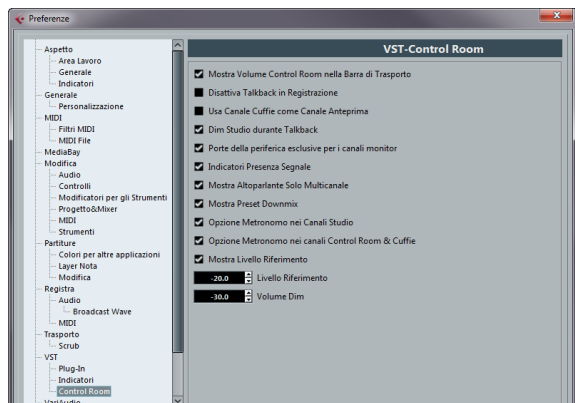 Preferenze
Aspetto
Area Lavoro
Generale
Indicatori
Generale
Personalizzazione
MIDI
Filtri MIDI
MIDI File
MediaBay
Modifica
Audio
Controlli
Modificatori per gli Strumenti
Progetto&Mixer
MIDI
Strumenti
Partiture
Colori per altre applicazioni
Layer Nota
Modifica
Registra
Audio
Broadcast Wave
MIDI
Trasporto
Scrub
VST
Plug-In
Indicatori
Control Room
VariAudio
VST-Control Room
Mostra Volume Control Room nella Barra di Trasporto
Disattiva Talkback in Registrazione
Usa Canale Cuffie come Canale Anteprima
Dim Studio durante Talkback
Porte della periferica esclusive per i canali monitor
Indicatori Presenza Segnale
Mostra Altoparlante Solo Multicanale
Mostra Preset Downmix
Opzione Metronomo nei Canali Studio
Opzione Metronomo nei canali Control Room & Cuffie
Mostra Livello Riferimento
-20.0 Livello Riferimento
-30.0 Volume Dim